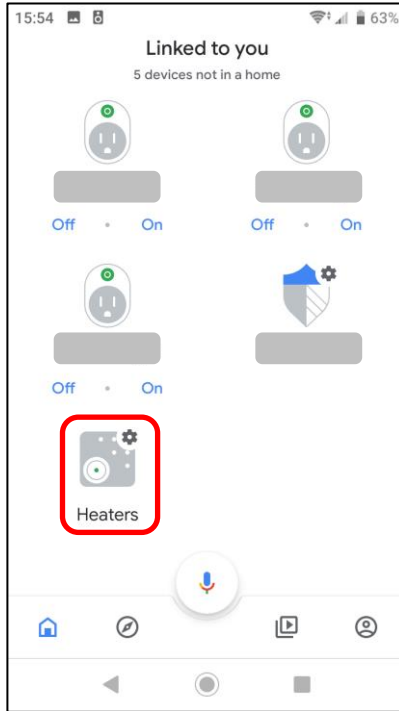 15:54 63%
Linked to you
5 devices not in a home
Off • On Off • On
Off • On
Heaters